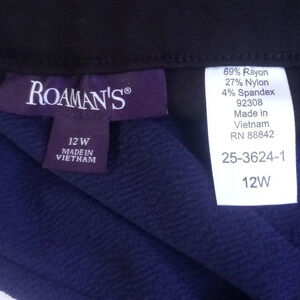 ROAMAN'S®
12 W
MADE IN
VIETNAM
69% Rayon
27% Nylon
4% Spandex
92308
Made in
Vietnam
RN 88842
25-3624-1
12W